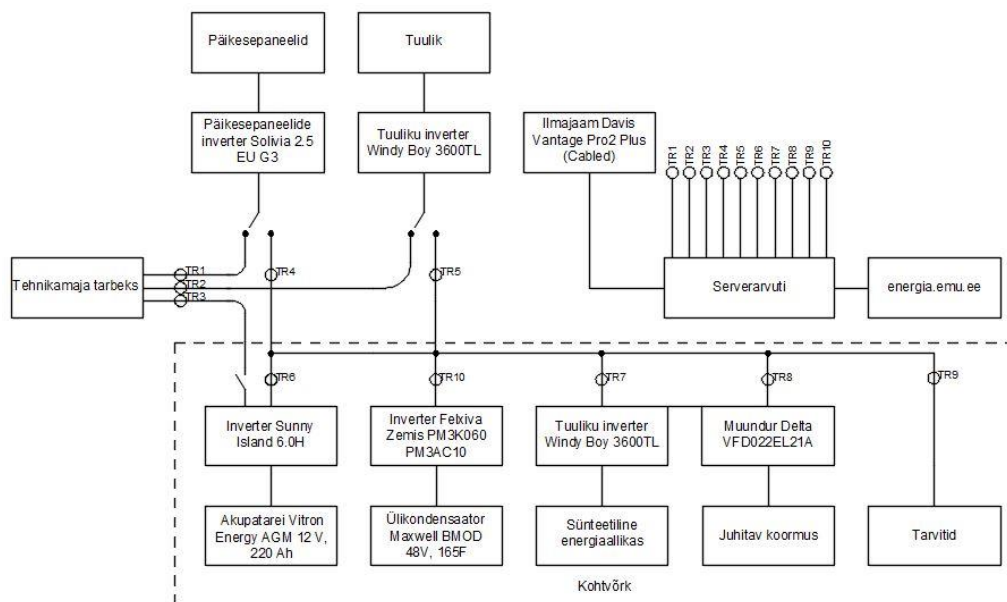 Päikesepaneelid
Tuulik
Päikesepaneelide
inverter Solivia 2.5
EU G3
Tuuliku inverter
Windy Boy 3600TL
Ilmajaam Davis
Vantage Pro2 Plus
(Cabled)
TR1
TR2
TR3
TR4
TR5
TR6
TR7
TR8
TR9
TR10
Tehnikamaja tarbeks
TR1
TR2
TR3
TR4
TR5
Serverarvuti
energia.emu.ee
TR6
TR10
TR7
TR8
TR9
Inverter Sunny
Island 6.0H
Inverter Felxiva
Zemis PM3K060
PM3AC10
Tuuliku inverter
Windy Boy 3600TL
Muundur Delta
VFD022EL21A
Akupatarei Vitron
Energy AGM 12 V,
220 Ah
Ülikondensaator
Maxwell BMOD
48V, 165F
Sünteetiline
energiaallikas
Juhitav koormus
Tarvitid
Kohtvõrk